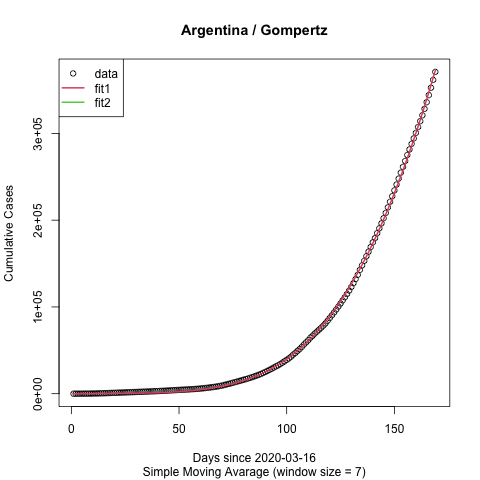 Argentina / Gompertz
data
fit1
fit2
Cumulative Cases
3e+05
2e+05
1e+05
0e+00
0 50 100 150
Days since 2020-03-16
Simple Moving Avarage (window size = 7)